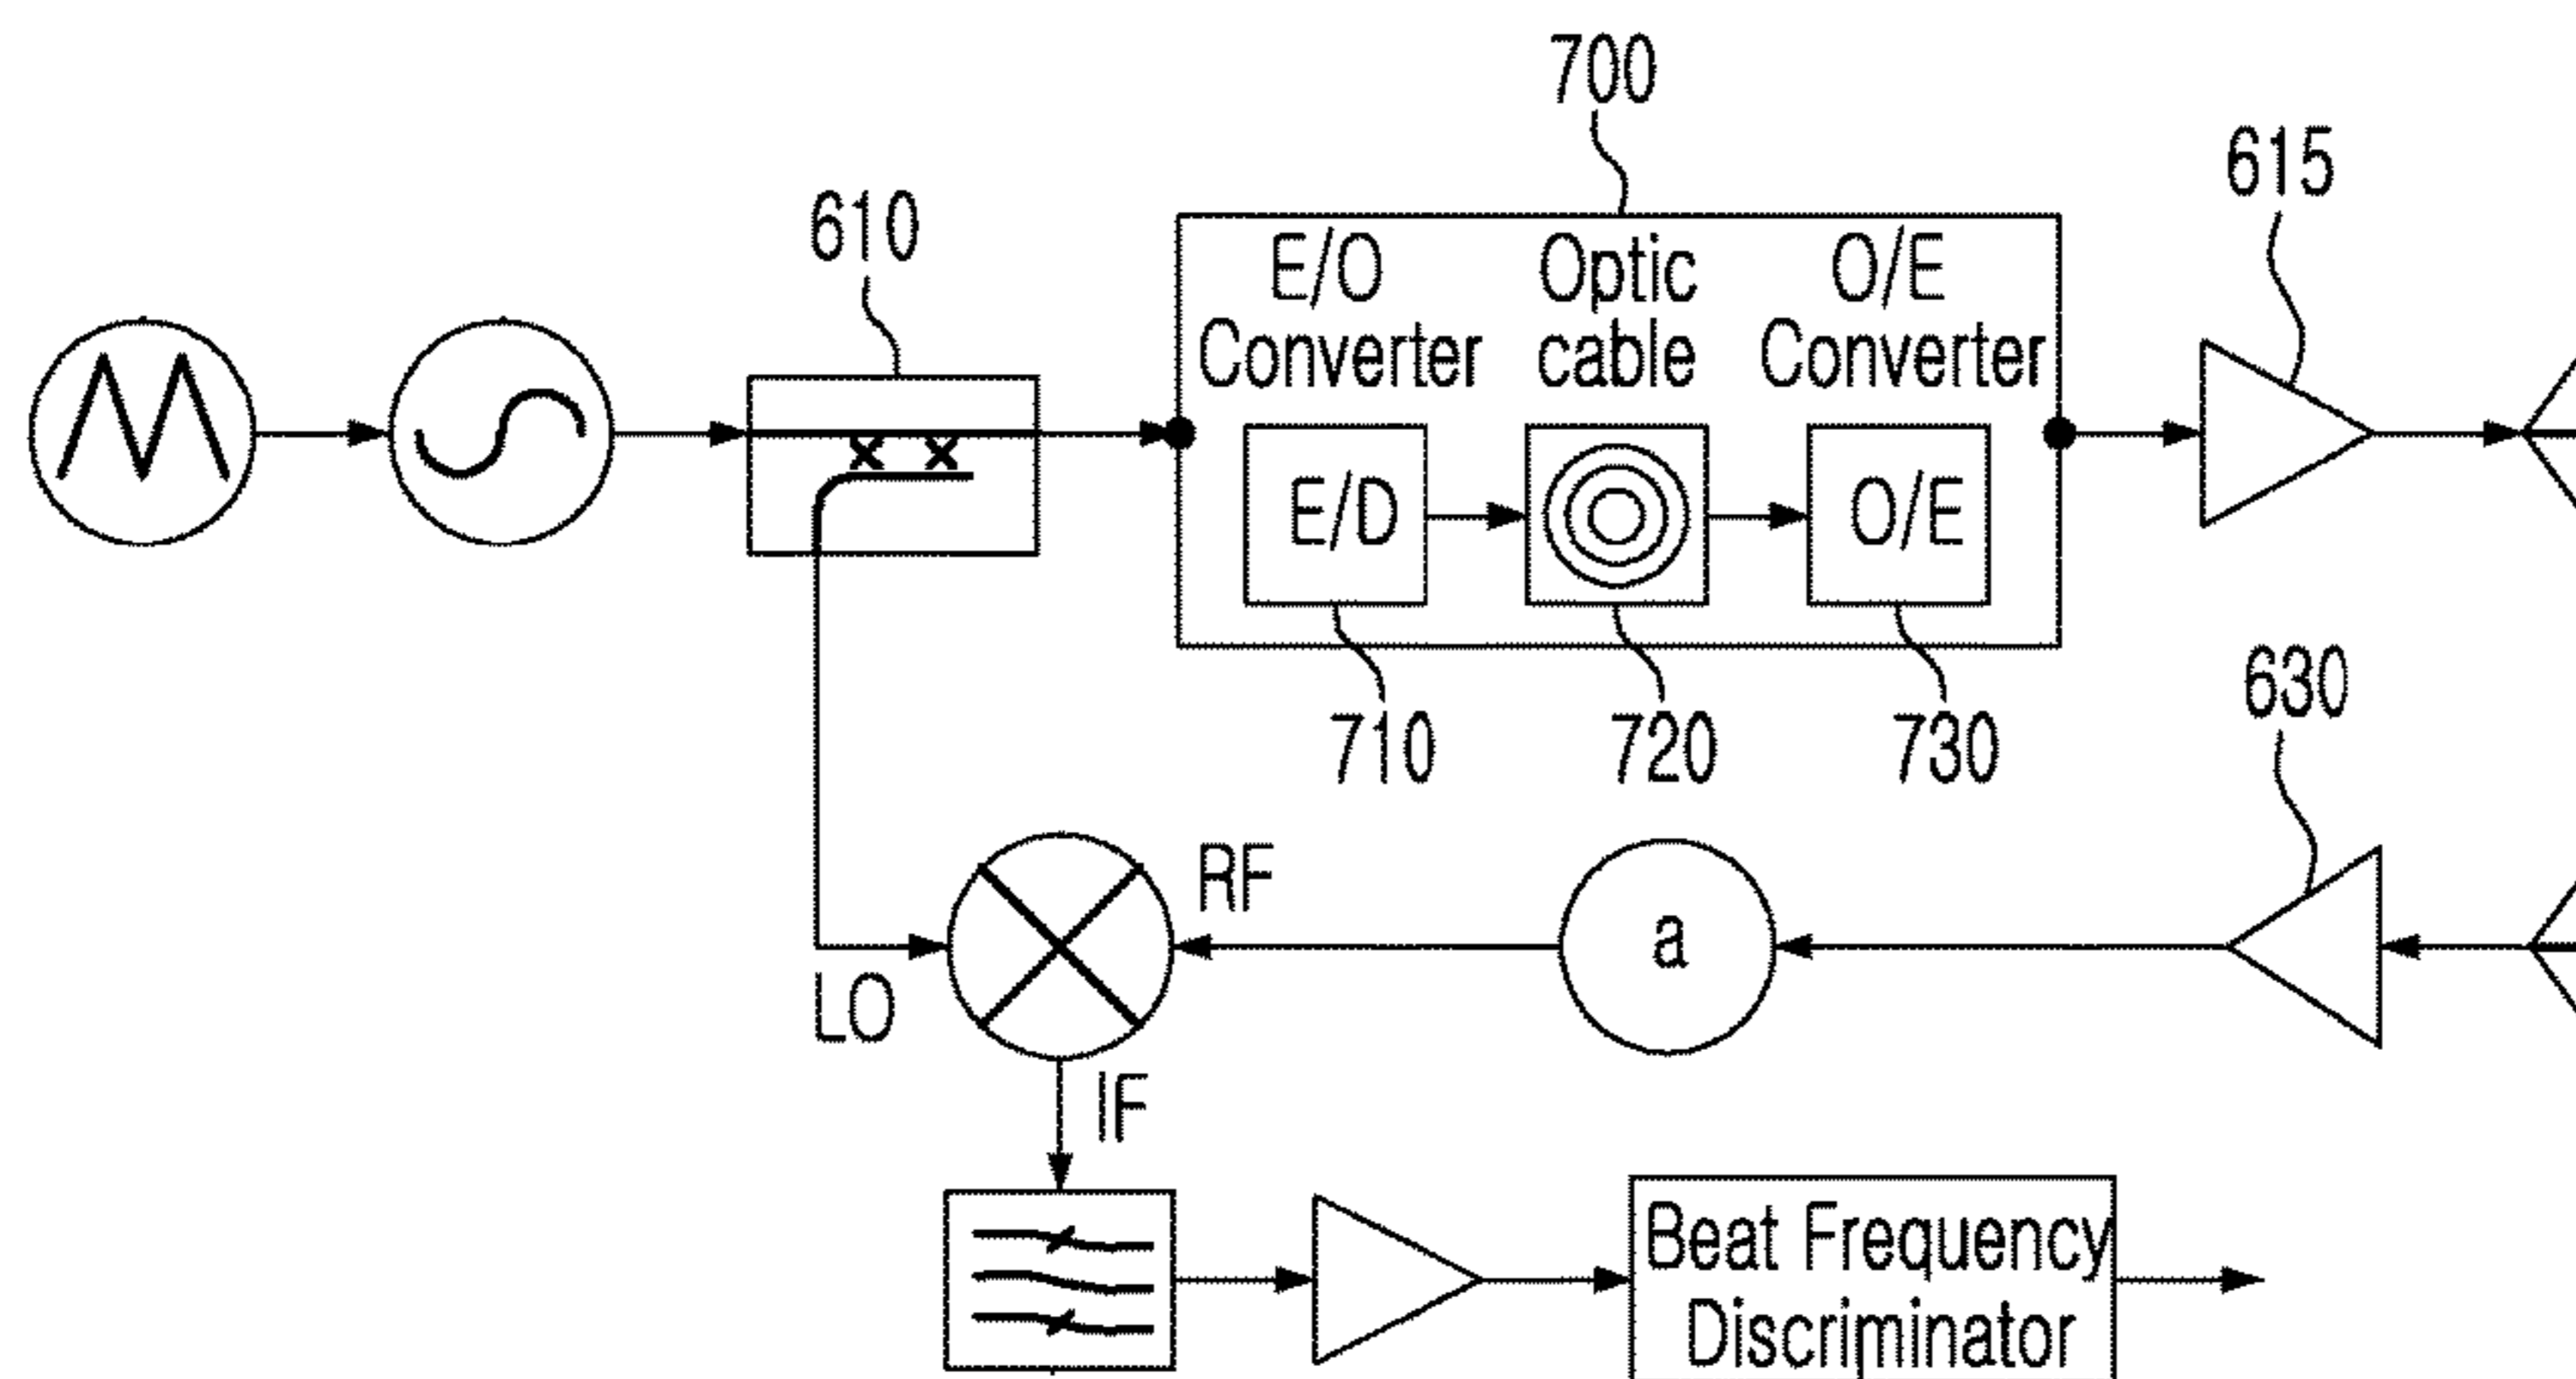 700
615
610
E/O Optic O/E
Converter cable Converter
E/D
O/E
710
720
730
630
RF
a
LO
IF
Beat Frequency
Discriminator